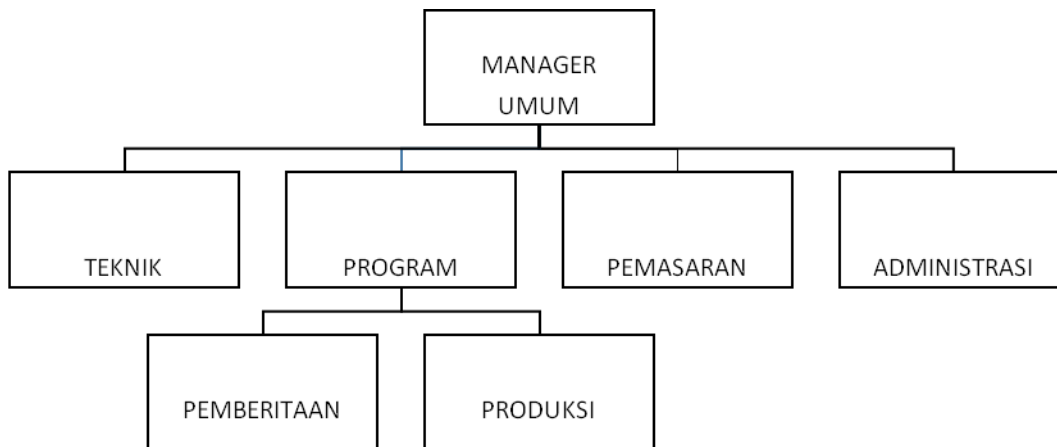 MANAGER
UMUM
TEKNIK
PROGRAM
PEMASARAN
ADMINISTRASI
PEMBERITAAN
PRODUKSI